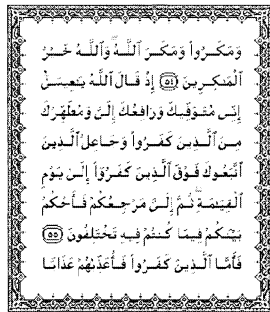 وَمَكَرُوا۟ وَمَكَرَ ٱللَّهُ ۖ وَٱللَّهُ خَيْرُ
ٱلْمَـٰكِرِينَ ٥٤ إِذْ قَالَ ٱللَّهُ يَـٰعِيسَىٰٓ
إِنِّى مُتَوَفِّيكَ وَرَافِعُكَ إِلَىَّ وَمُطَهِّرُكَ
مِنَ ٱلَّذِينَ كَفَرُوا۟ وَجَاعِلُ ٱلَّذِينَ
ٱتَّبَعُوكَ فَوْقَ ٱلَّذِينَ كَفَرُوٓا۟ إِلَىٰ يَوْمِ
ٱلْقِيَـٰمَةِ ۖ ثُمَّ إِلَىَّ مَرْجِعُكُمْ فَأَحْكُمُ
بَيْنَكُمْ فِيمَا كُنتُمْ فِيهِ تَخْتَلِفُونَ ٥٥
فَأَمَّا ٱلَّذِينَ كَفَرُوا۟ فَأُعَذِّبُهُمْ عَذَابًا